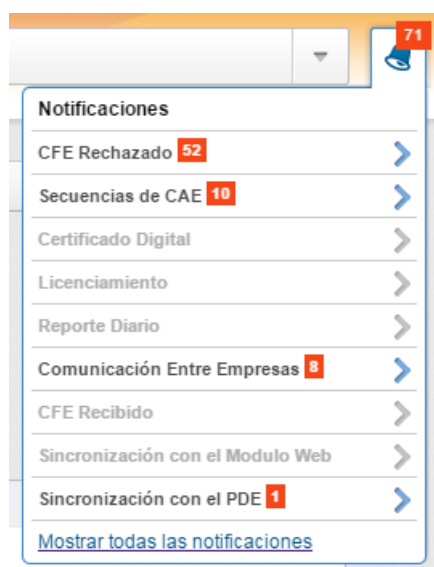 71
Notificaciones
CFE Rechazado 52
Secuencias de CAE 10
Certificado Digital
Licenciamiento
Reporte Diario
Comunicación Entre Empresas 8
CFE Recibido
Sincronización con el Modulo Web
Sincronización con el PDE 1
Mostrar todas las notificaciones